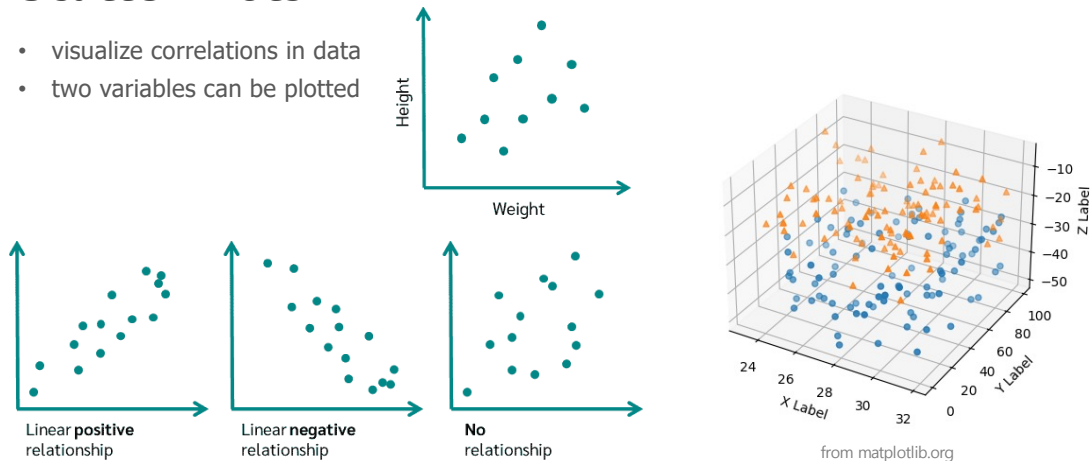 • visualize correlations in data
• two variables can be plotted
Height
Weight
Linear positive
relationship
Linear negative
relationship
No
relationship
−10
−20
−30
−40
−50
Z Label
100
80
60
40
20
0
Y Label
24
26
28
30
32
X Label
from matplotlib.org